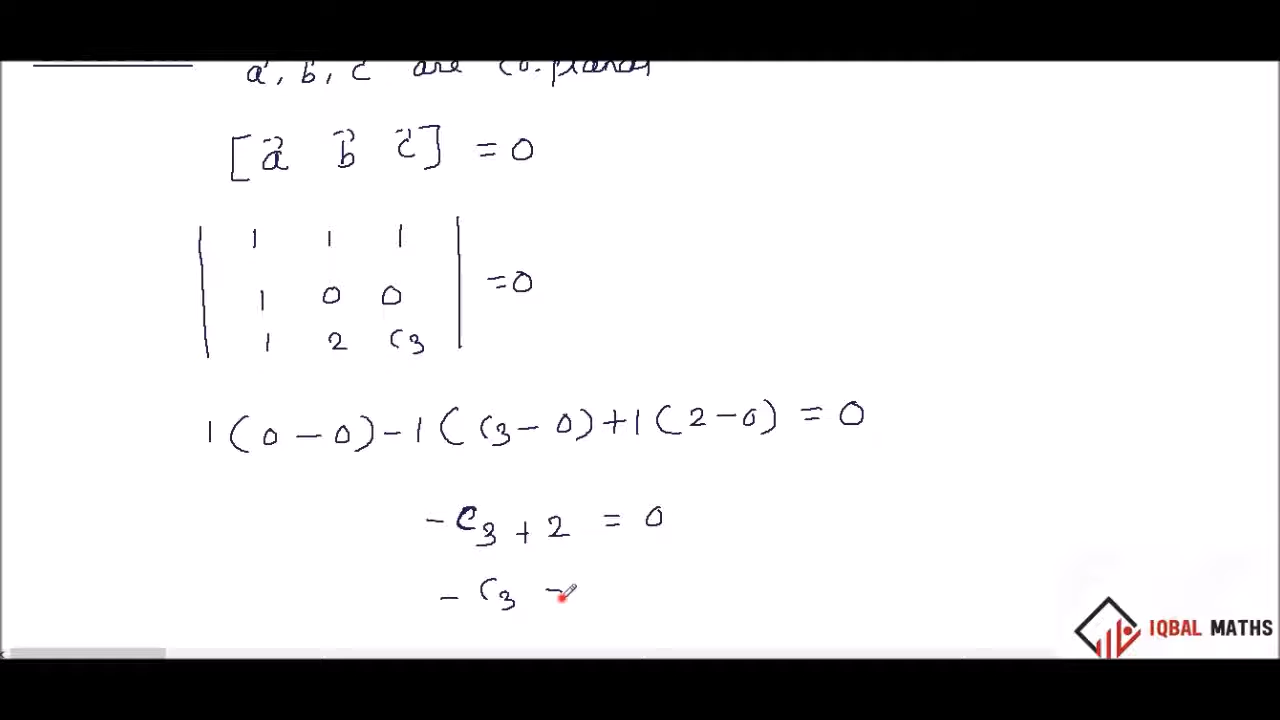 a⃗, b⃗, c⃗ are co.planar
[a⃗ b⃗ c⃗] = 0
| 1 1 1 |
| 1 0 0 | = 0
| 1 2 c3 |
1 (0 - 0) - 1 (c3 - 0) + 1 (2 - 0) = 0
- c3 + 2 = 0
- c3 =
IQBAL MATHS